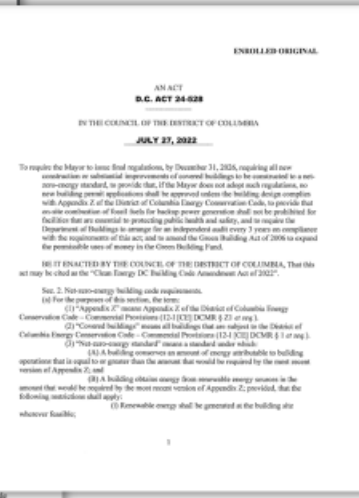 ENROLLED ORIGINAL
AN ACT
D.C. ACT 24-528
IN THE COUNCIL OF THE DISTRICT OF COLUMBIA
JULY 27, 2022
To require the Mayor to issue final regulations, by December 31, 2026, requiring all new
construction or substantial improvements of covered buildings to be constructed to a net-
zero-energy standard, to provide that, if the Mayor does not adopt such regulations, no
new building permit applications shall be approved unless the building design complies
with Appendix Z of the District of Columbia Energy Conservation Code, to provide that
on-site combustion of fossil fuels for backup power generation shall not be prohibited for
facilities that are essential to protecting public health and safety, and to require the
Department of Buildings to arrange for an independent audit every 3 years on compliance
with the requirements of this act; and to amend the Green Building Act of 2006 to expand
the permissible uses of money in the Green Building Fund.
BE IT ENACTED BY THE COUNCIL OF THE DISTRICT OF COLUMBIA, That this
act may be cited as the "Clean Energy DC Building Code Amendment Act of 2022".
Sec. 2. Net-zero-energy building code requirements.
(a) For the purposes of this section, the term:
(1) "Appendix Z" means Appendix Z of the District of Columbia Energy
Conservation Code – Commercial Provisions (12-I [CE] DCMR § Z1 et seq.).
(2) "Covered buildings" means all buildings that are subject to the District of
Columbia Energy Conservation Code – Commercial Provisions (12-I [CE] DCMR § 1 et seq.).
(3) "Net-zero-energy standard" means a standard under which:
(A) A building conserves an amount of energy attributable to building
operations that is equal to or greater than the amount that would be required by the most recent
version of Appendix Z; and
(B) A building obtains energy from renewable energy sources in the
amount that would be required by the most recent version of Appendix Z; provided, that the
following restrictions shall apply:
(i) Renewable energy shall be generated at the building site
whenever feasible;
1